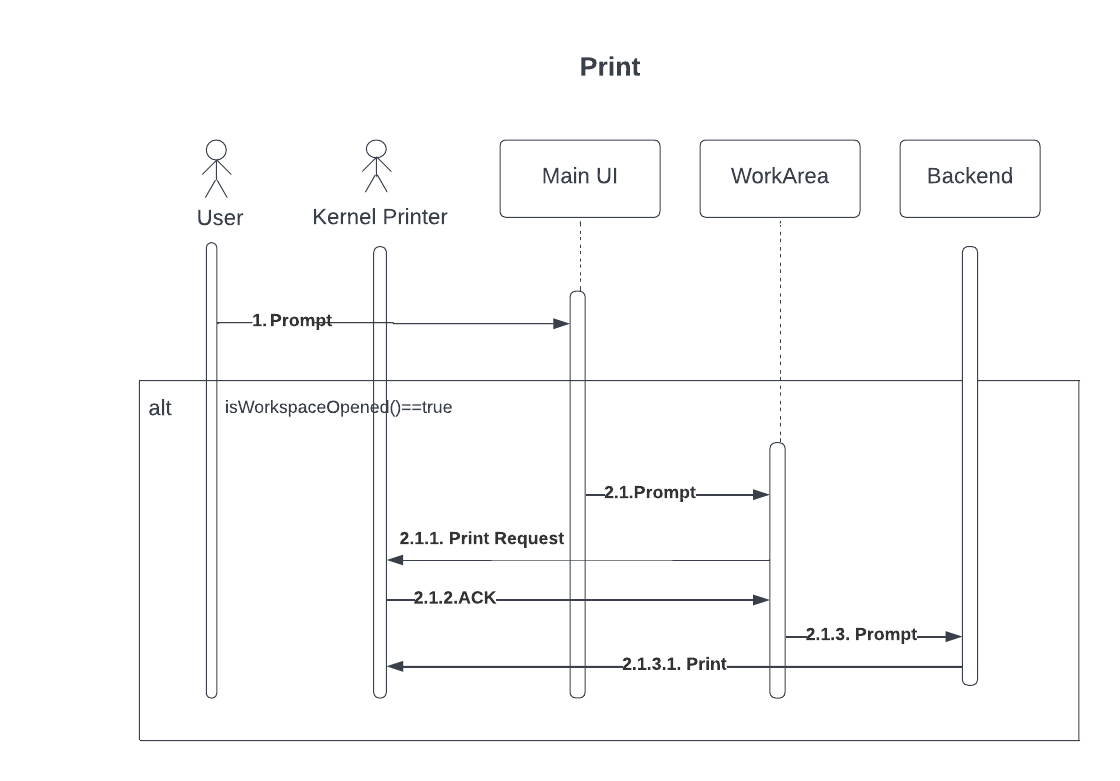 Print
User
Kernel Printer
Main UI
WorkArea
Backend
1. Prompt
alt
isWorkspaceOpened()==true
2.1.Prompt
2.1.1. Print Request
2.1.2.ACK
2.1.3. Prompt
2.1.3.1. Print